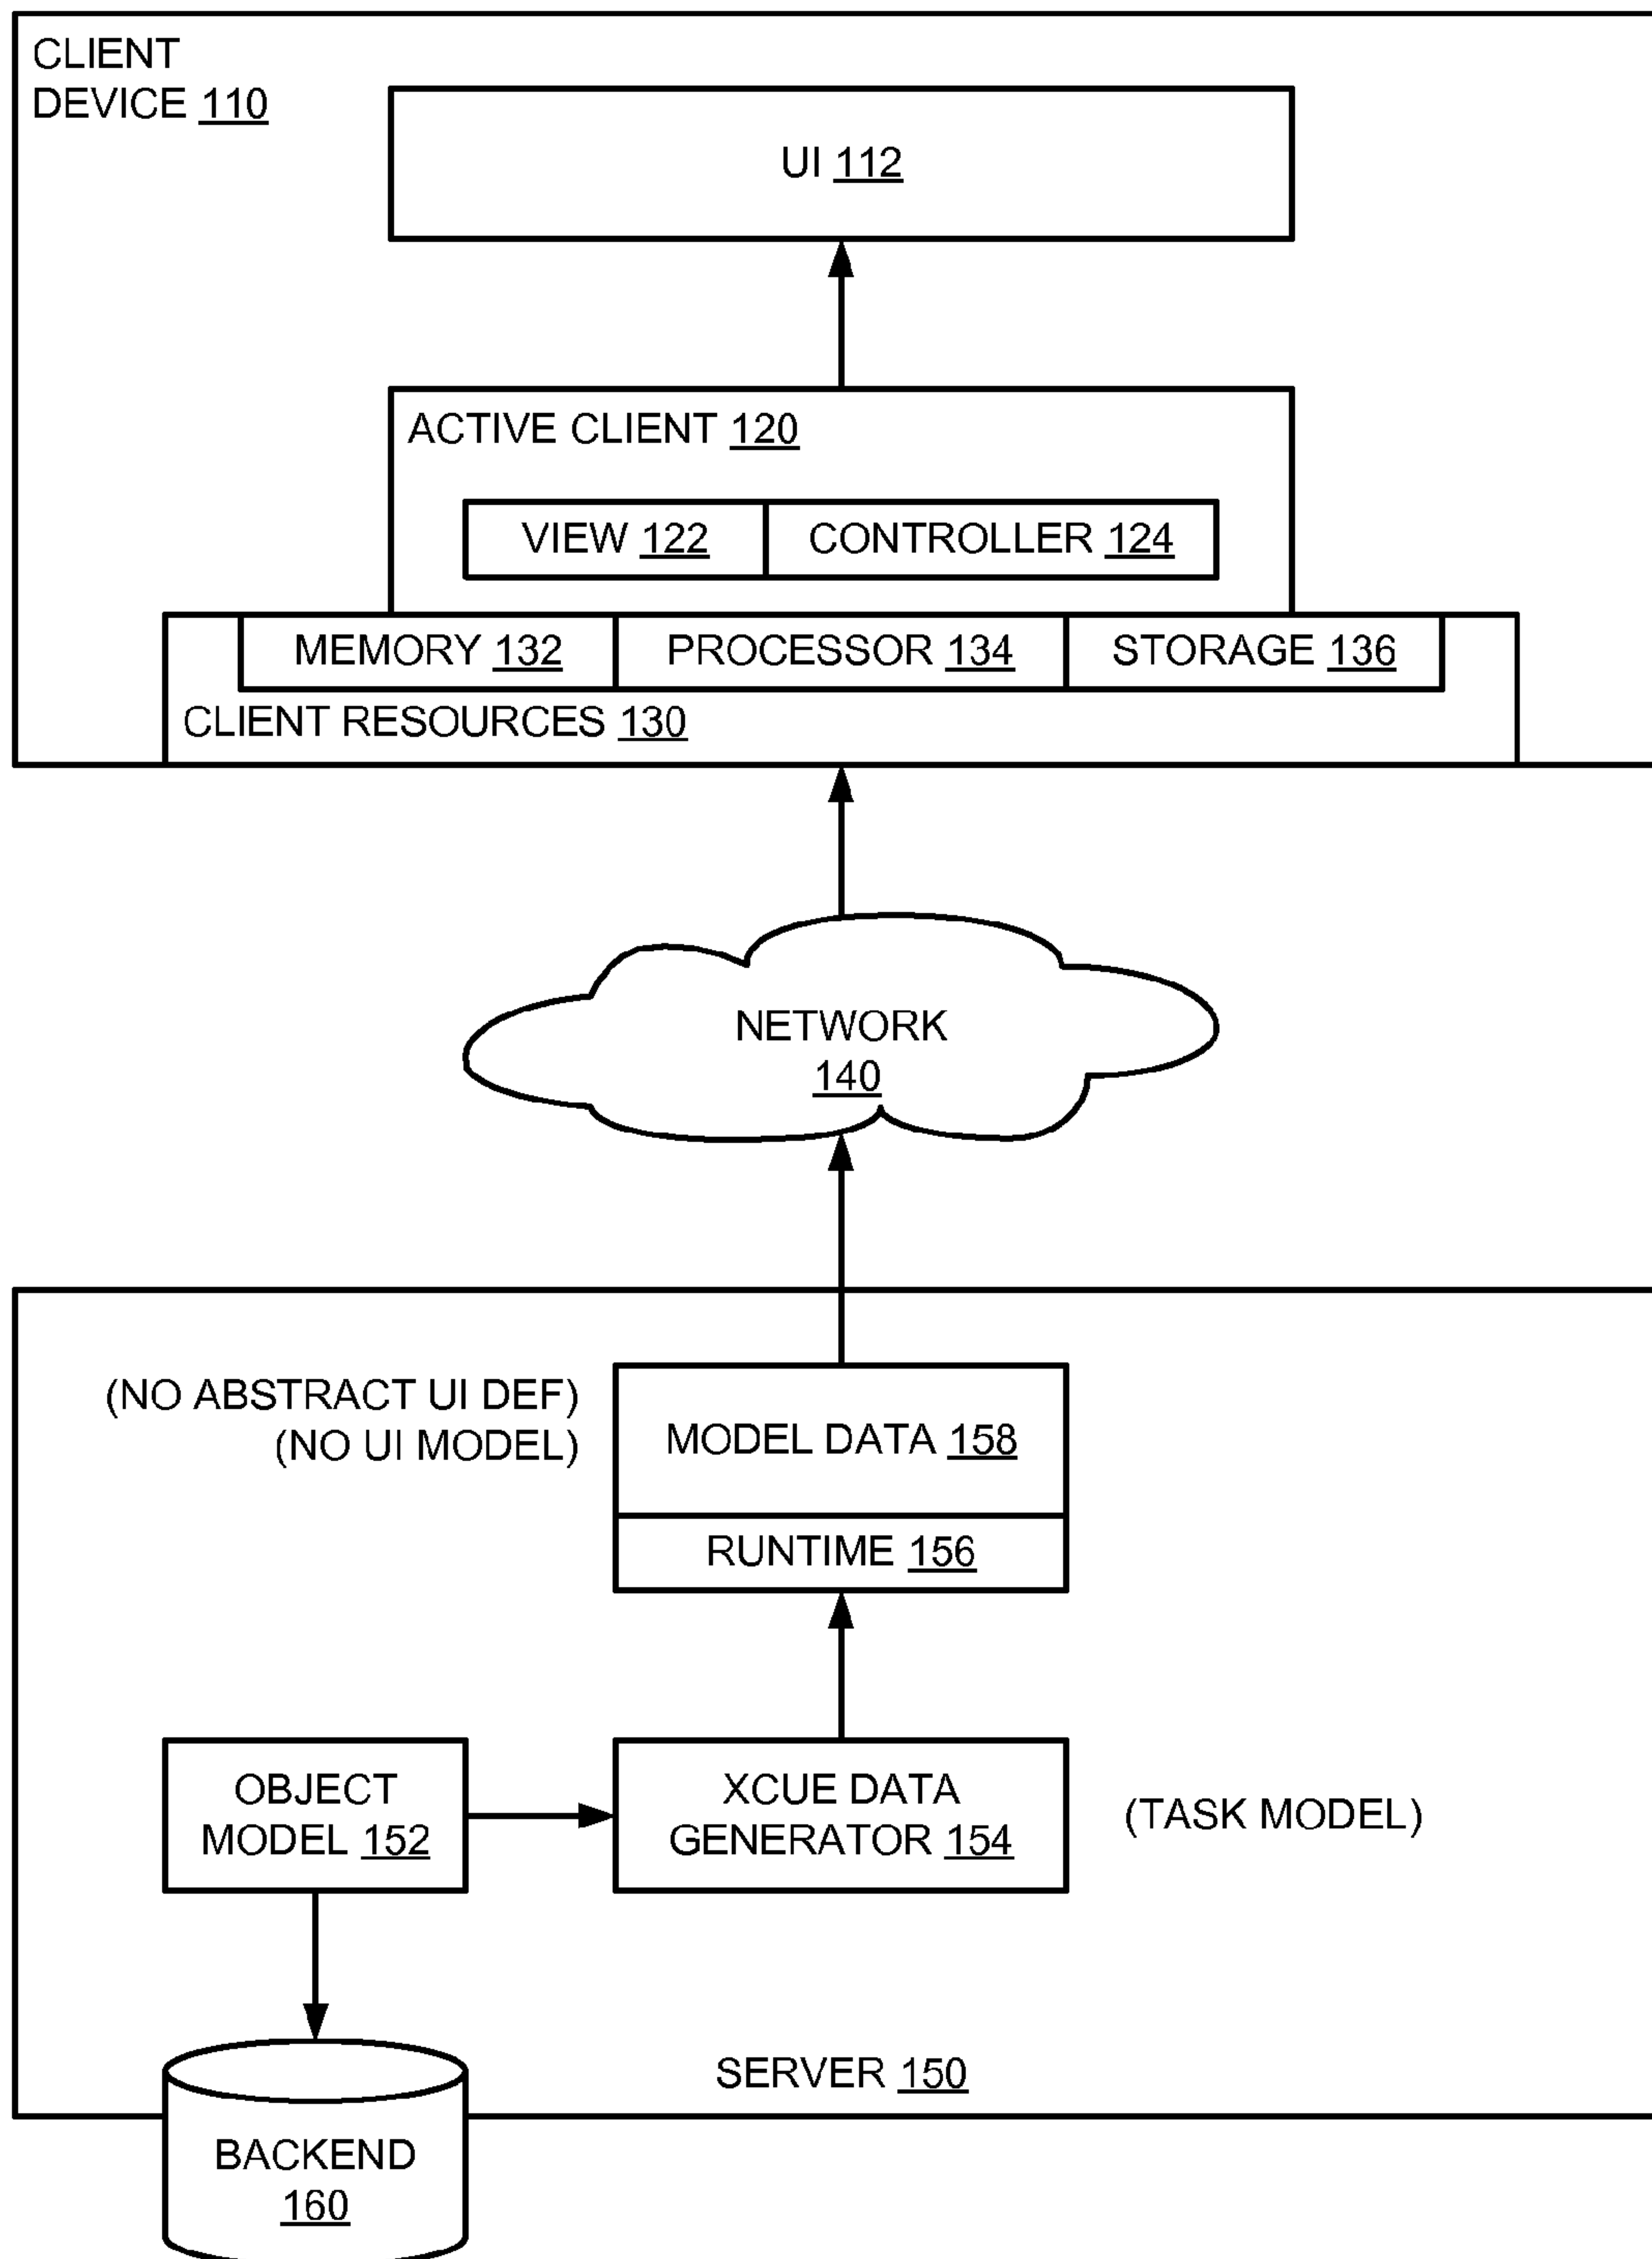 CLIENT
DEVICE 110
UI 112
ACTIVE CLIENT 120
VIEW 122
CONTROLLER 124
MEMORY 132
PROCESSOR 134
STORAGE 136
CLIENT RESOURCES 130
NETWORK
140
(NO ABSTRACT UI DEF)
(NO UI MODEL)
MODEL DATA 158
RUNTIME 156
OBJECT
MODEL 152
XCUE DATA
GENERATOR 154
(TASK MODEL)
SERVER 150
BACKEND
160